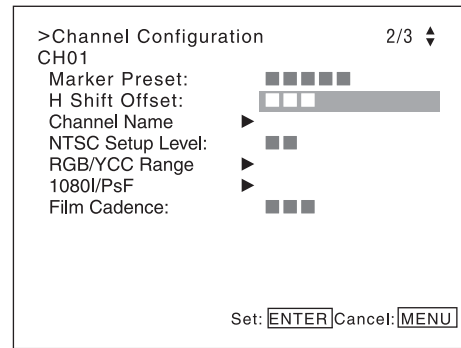 >Channel Configuration 2/3
CH01
Marker Preset: ■■■■■
H Shift Offset: ■■■
Channel Name ▶
NTSC Setup Level: ■■
RGB/YCC Range ▶
1080I/PsF ▶
Film Cadence: ■■■
Set: ENTER Cancel: MENU